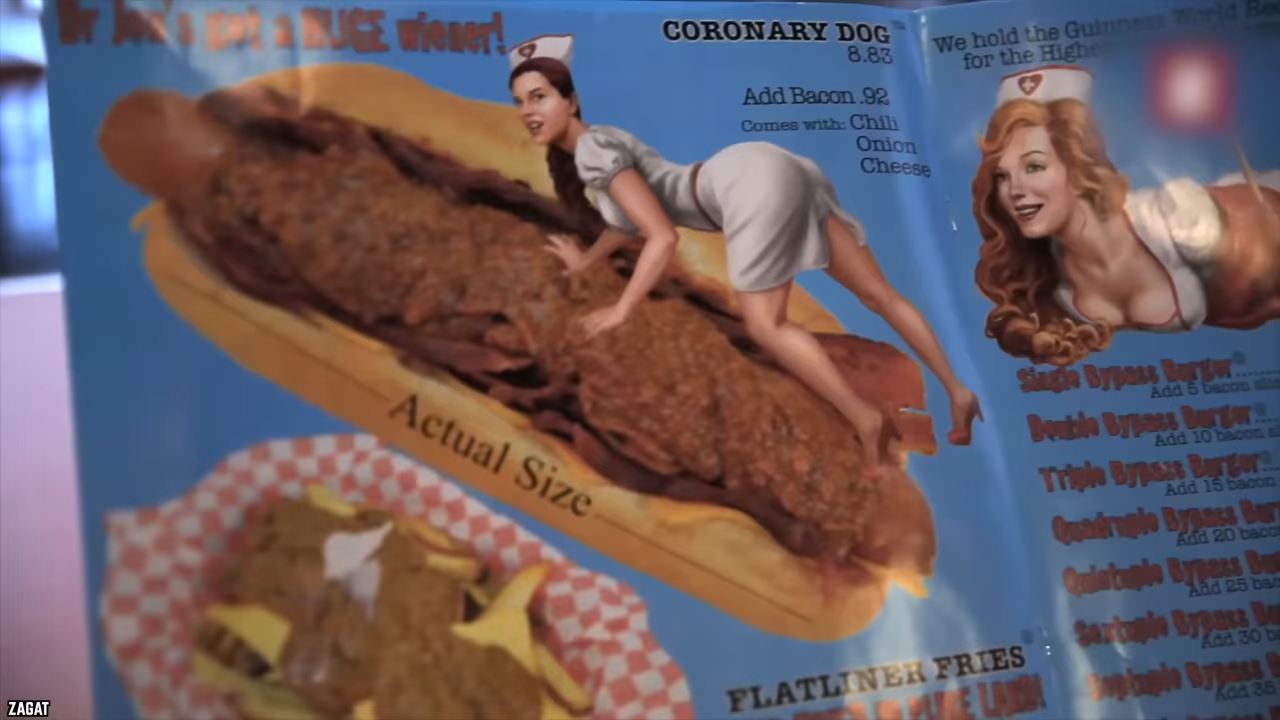 Dr Jon's got a HUGE wiener!
CORONARY DOG
8.83
Add Bacon .92
Comes with: Chili
Onion
Cheese
Actual Size
FLATLINER FRIES®
We hold the Guinness World
for the
Single Bypass Burger®
Add 5 bacon
Double Bypass Burger®
Add 10 bacon
Triple Bypass Burger®
Add 15 bacon
Quadruple Bypass
Add 20
Quintuple Bypass
Add 25
Sextuple Bypass
Add 30
Septuple Bypass
Add 35
ZAGAT